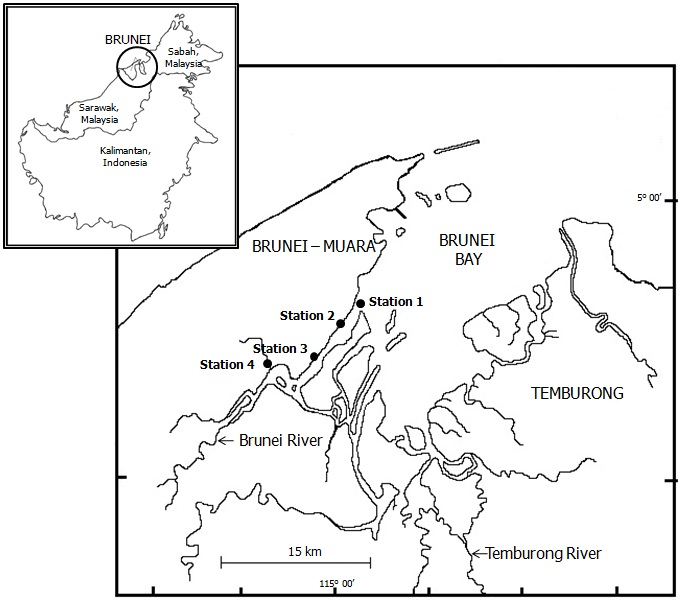 BRUNEI
Sabah,
Malaysia
Sarawak,
Malaysia
Kalimantan,
Indonesia
5° 00'
BRUNEI – MUARA
BRUNEI
BAY
Station 1
Station 2
Station 3
Station 4
TEMBURONG
Brunei River
15 km
Temburong River
115° 00'